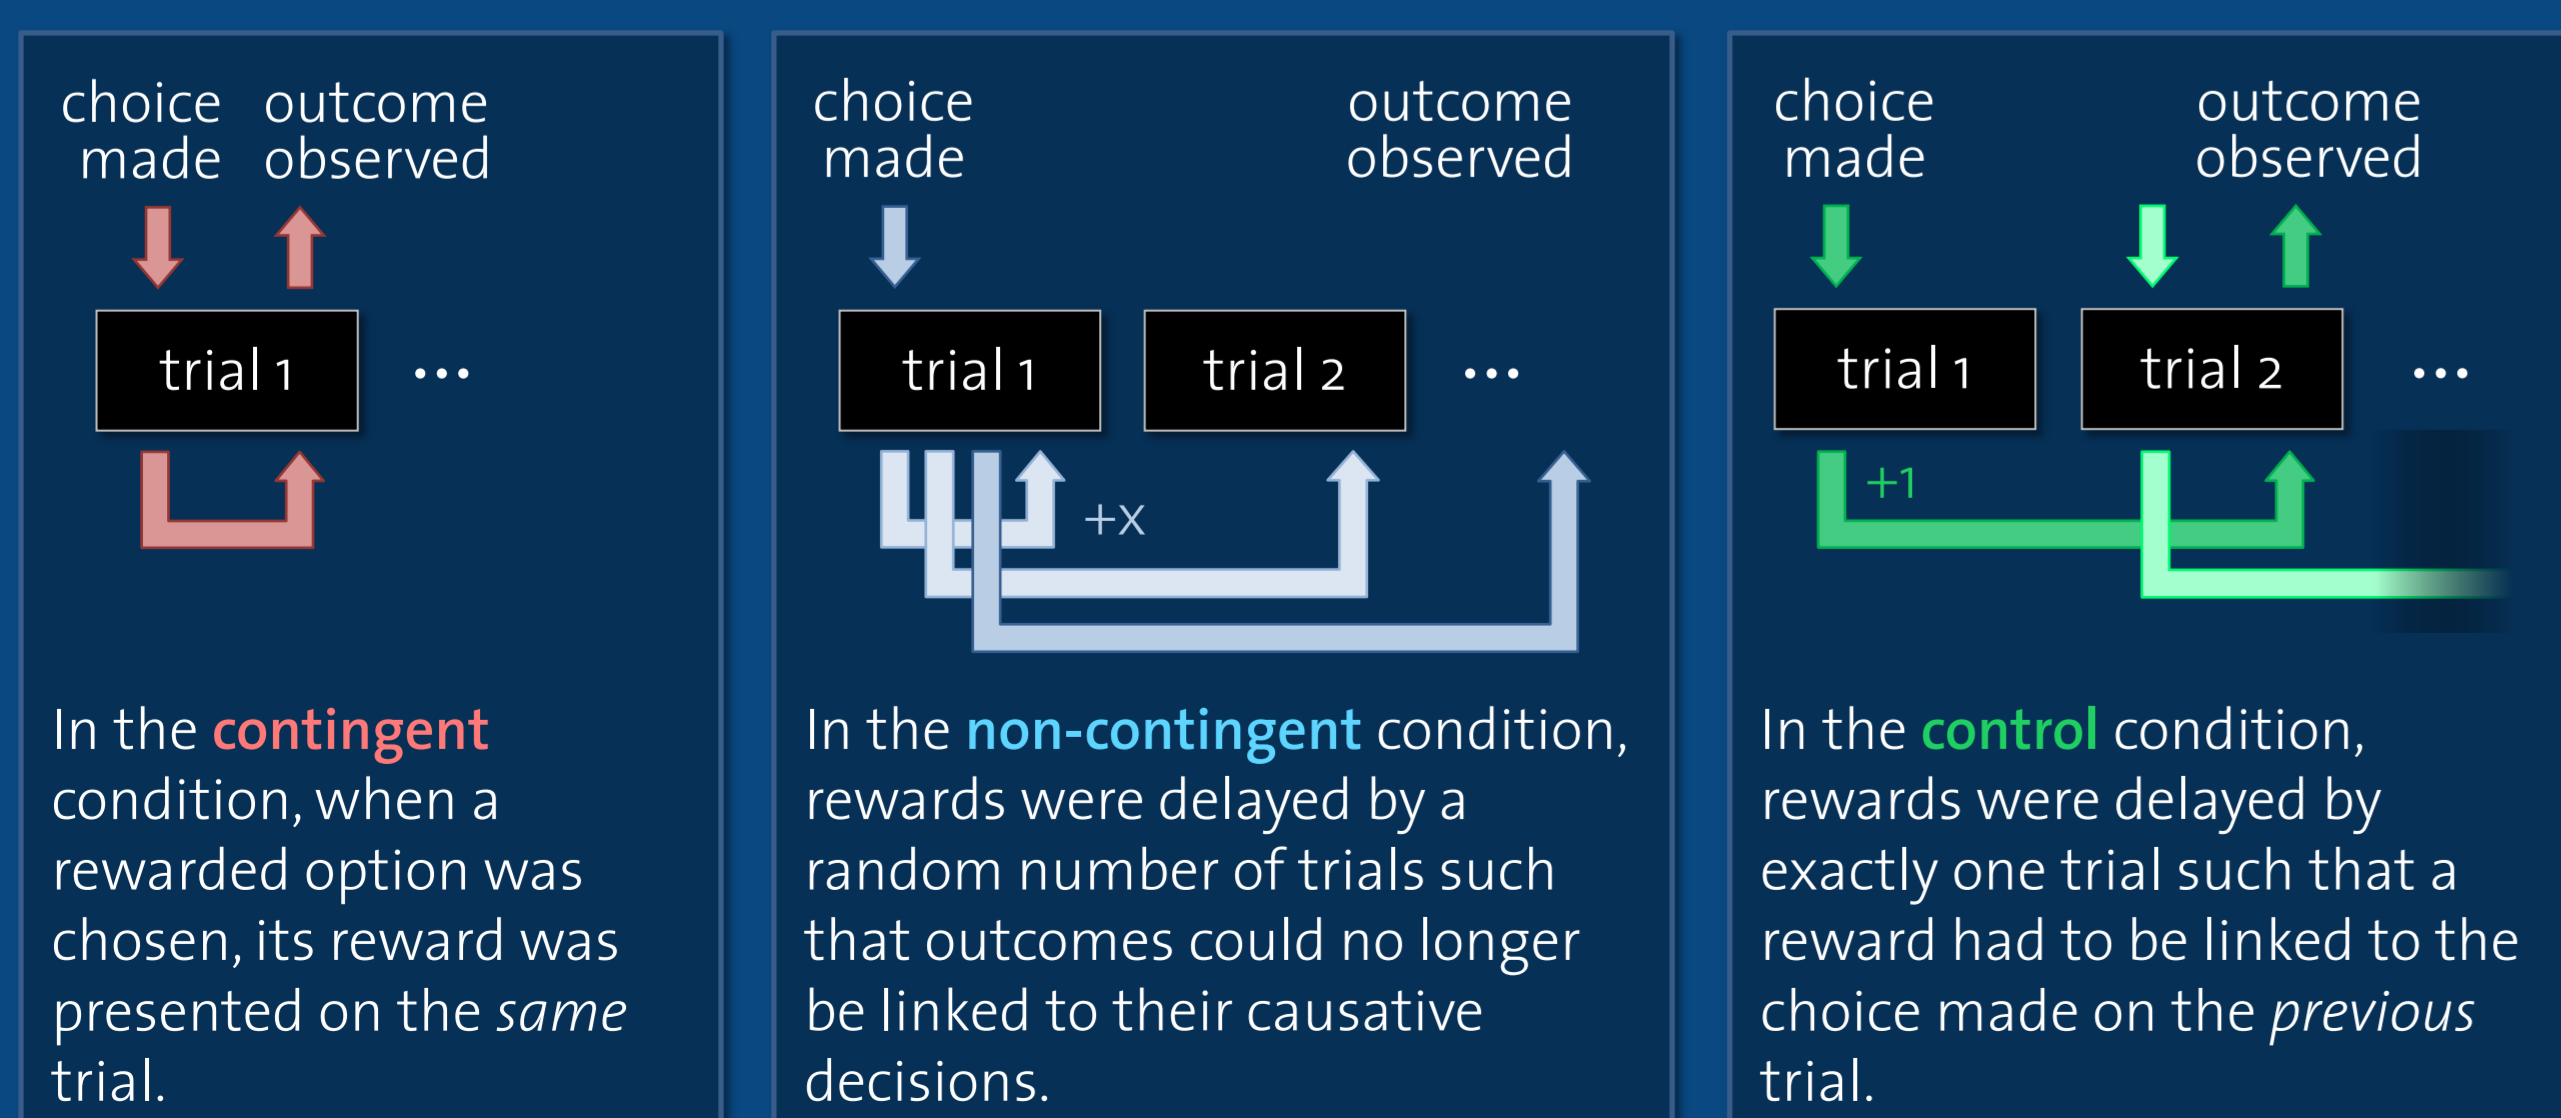 choice outcome
made observed
trial 1 ...
In the contingent
condition, when a
rewarded option was
chosen, its reward was
presented on the same
trial.
choice outcome
made observed
trial 1 trial 2 ...
+x
In the non-contingent condition,
rewards were delayed by a
random number of trials such
that outcomes could no longer
be linked to their causative
decisions.
choice outcome
made observed
trial 1 trial 2 ...
+1
In the control condition,
rewards were delayed by
exactly one trial such that a
reward had to be linked to the
choice made on the previous
trial.